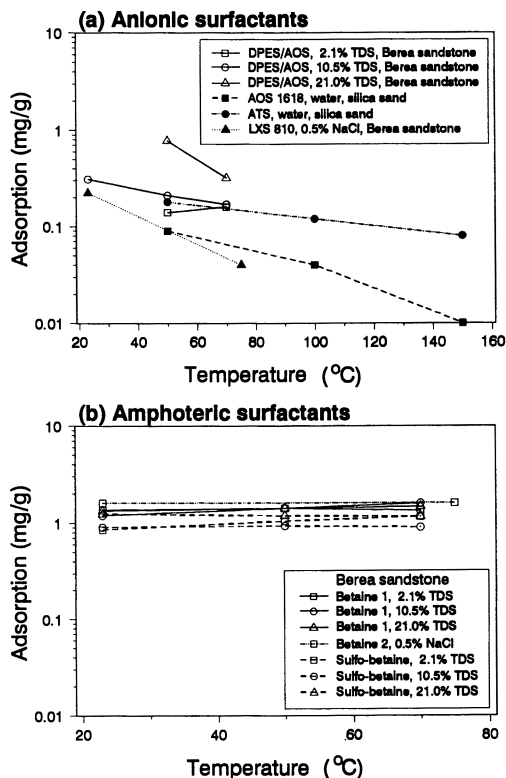 (a) Anionic surfactants
DPES/AOS, 2.1% TDS, Berea sandstone
DPES/AOS, 10.5% TDS, Berea sandstone
DPES/AOS, 21.0% TDS, Berea sandstone
AOS 1618, water, silica sand
ATS, water, silica sand
LXS 810, 0.5% NaCl, Berea sandstone
Adsorption (mg/g)
10
1
0.1
0.01
20 40 60 80 100 120 140 160
Temperature (°C)
(b) Amphoteric surfactants
Adsorption (mg/g)
10
1
0.1
0.01
Berea sandstone
Betaine 1, 2.1% TDS
Betaine 1, 10.5% TDS
Betaine 1, 21.0% TDS
Betaine 2, 0.5% NaCl
Sulfo-betaine, 2.1% TDS
Sulfo-betaine, 10.5% TDS
Sulfo-betaine, 21.0% TDS
20 40 60 80
Temperature (°C)